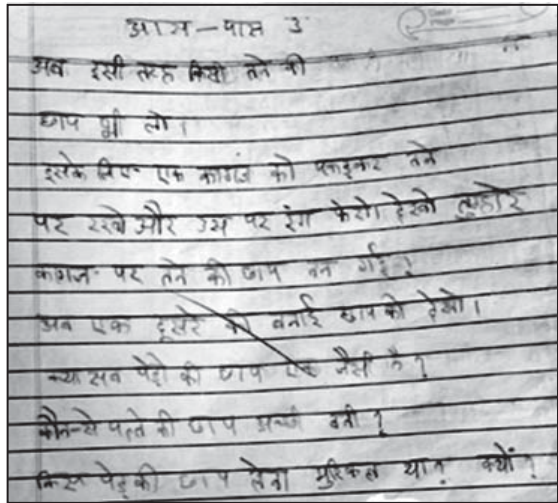 आस-पास 3
अब इसी तरह किसी तने की
छाप भी लो।
इसके लिए एक कागज को पकड़कर तने
पर रखो और उस पर रंग फेरो। देखो तुम्हारे
कागज पर तने की छाप बन गई?
अब एक दूसरे की बनाई छाप को देखो।
क्या सब पेड़ो की छाप एक जैसी है?
कौन-से पत्ते की छाप अच्छी बनी?
किस पेड़ की छाप लेना मुश्किल था? क्यों?